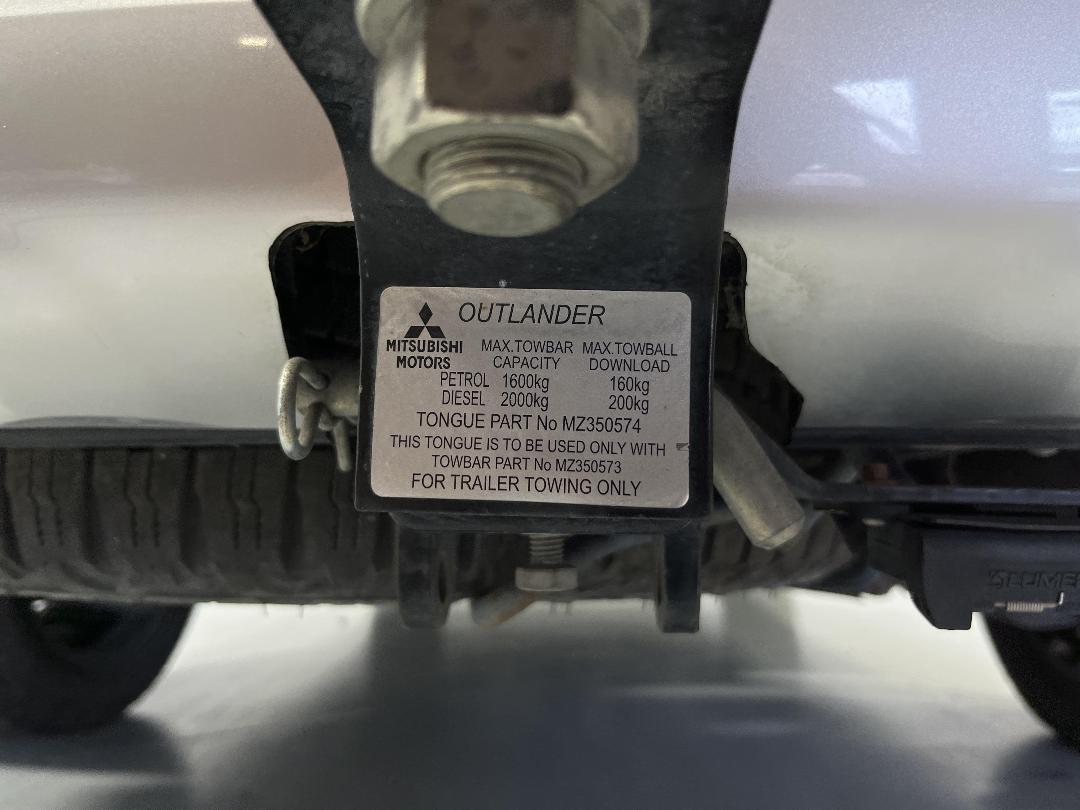 OUTLANDER
MITSUBISHI MOTORS
MAX.TOWBAR CAPACITY MAX.TOWBALL DOWNLOAD
PETROL 1600kg 160kg
DIESEL 2000kg 200kg
TONGUE PART No MZ350574
THIS TONGUE IS TO BE USED ONLY WITH
TOWBAR PART No MZ350573
FOR TRAILER TOWING ONLY